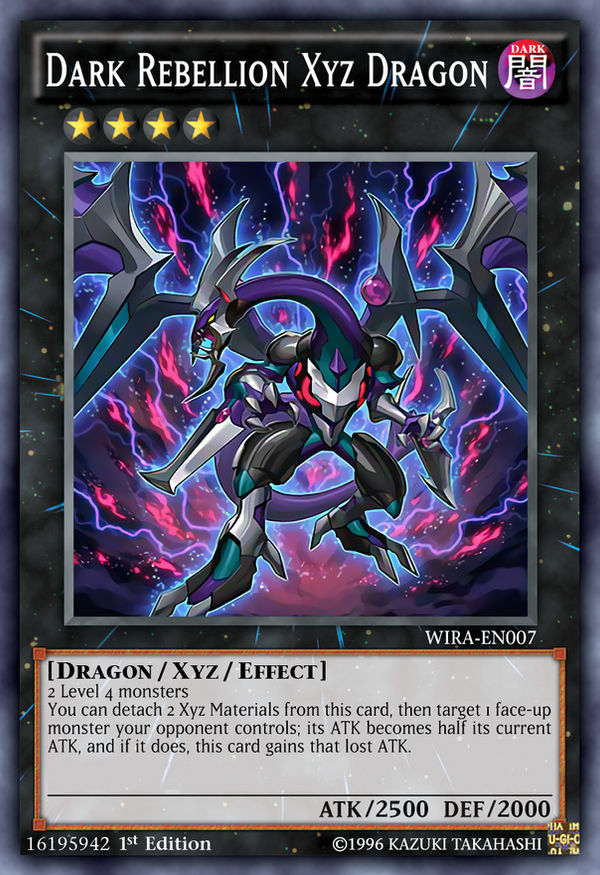 DARK REBELLION XYZ DRAGON
DARK
闇
WIRA-EN007
[DRAGON / XYZ / EFFECT]
2 Level 4 monsters
You can detach 2 Xyz Materials from this card, then target 1 face-up
monster your opponent controls; its ATK becomes half its current
ATK, and if it does, this card gains that lost ATK.
ATK/2500 DEF/2000
16195942 1st Edition
©1996 KAZUKI TAKAHASHI